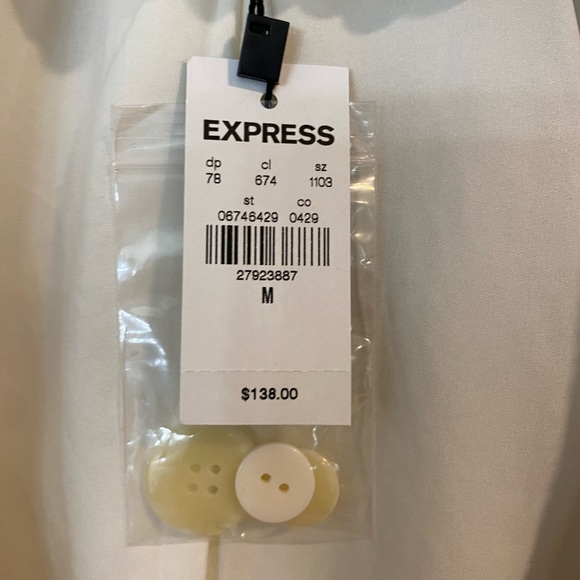 EXPRESS
dp cl sz
78 674 1103
st co
06746429 0429
27923887
M
$138.00